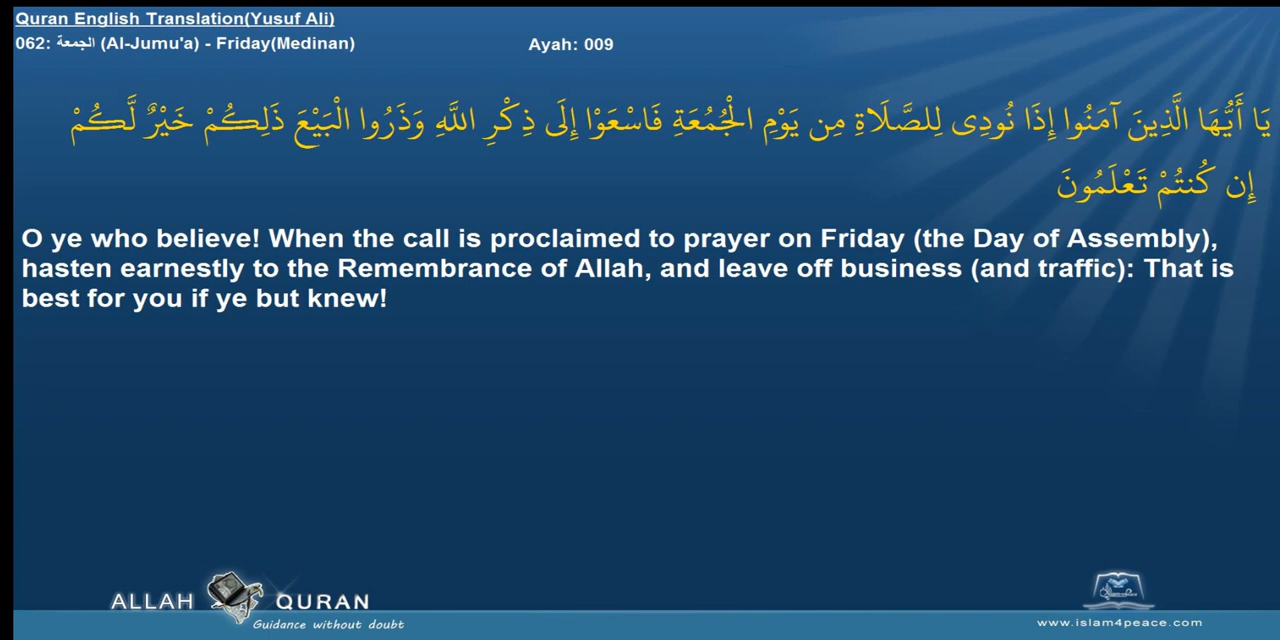 Quran English Translation(Yusuf Ali)
062: الجمعة (Al-Jumu'a) - Friday(Medinan) Ayah: 009
يَا أَيُّهَا الَّذِينَ آمَنُوا إِذَا نُودِى لِلصَّلَاةِ مِن يَوْمِ الْجُمُعَةِ فَاسْعَوْا إِلَى ذِكْرِ اللَّهِ وَذَرُوا الْبَيْعَ ذَلِكُمْ خَيْرٌ لَّكُمْ
إِن كُنتُمْ تَعْلَمُونَ
O ye who believe! When the call is proclaimed to prayer on Friday (the Day of Assembly),
hasten earnestly to the Remembrance of Allah, and leave off business (and traffic): That is
best for you if ye but knew!
ALLAH QURAN
Guidance without doubt
www.islam4peace.com